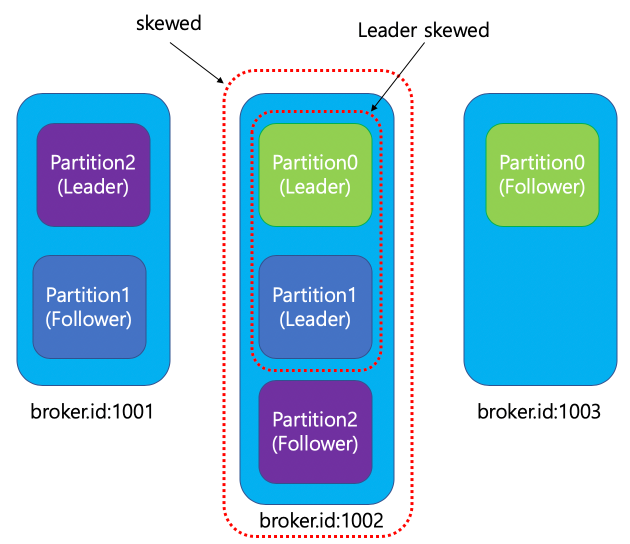 skewed
Leader skewed
Partition2
(Leader)
Partition1
(Follower)
broker.id:1001
Partition0
(Leader)
Partition1
(Leader)
Partition2
(Follower)
broker.id:1002
Partition0
(Follower)
broker.id:1003